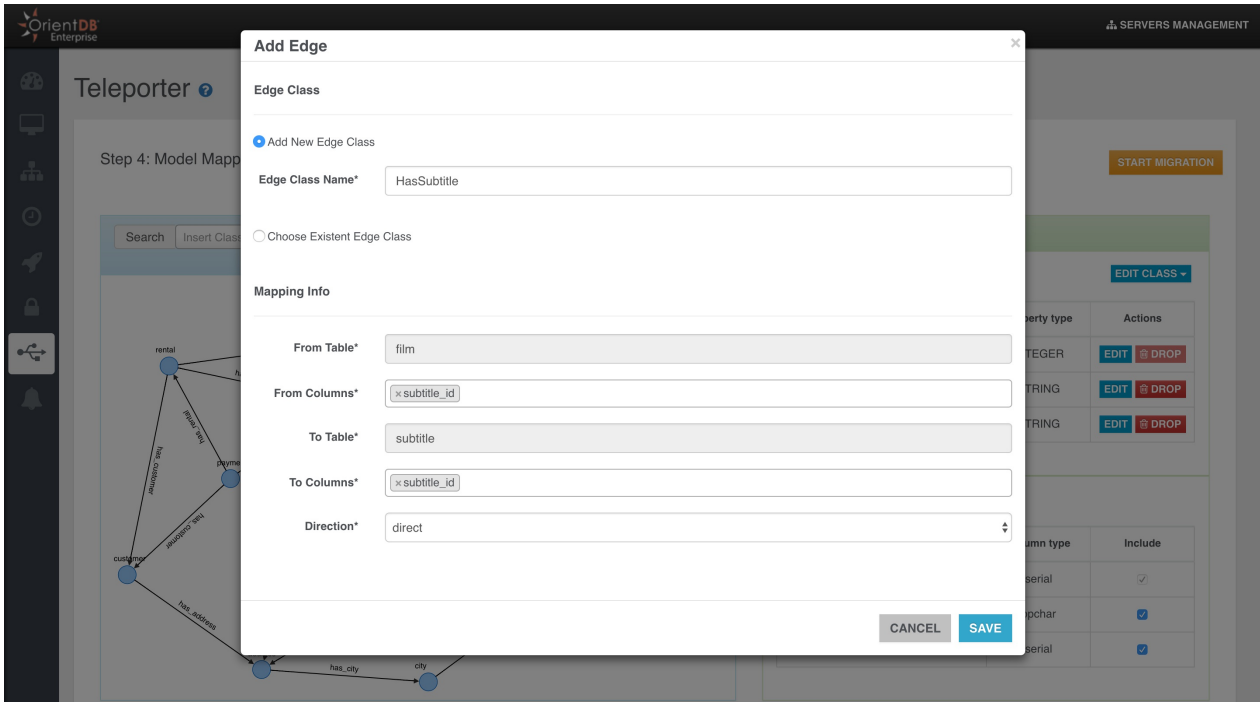 OrientDB
Enterprise
SERVERS MANAGEMENT
Teleporter
Step 4: Model Mapp
START MIGRATION
Search
Insert Class
EDIT CLASS
Add Edge
×
Edge Class
Add New Edge Class
Edge Class Name*
HasSubtitle
Choose Existent Edge Class
Mapping Info
From Table*
film
From Columns*
× subtitle_id
To Table*
subtitle
To Columns*
× subtitle_id
Direction*
direct
CANCEL
SAVE
perty type
Actions
TEGER
EDIT
DROP
TRING
EDIT
DROP
TRING
EDIT
DROP
umn type
Include
serial
pchar
serial
rental
has_rental
payme
has_customer
has_customer
customer
has_address
has_city
city